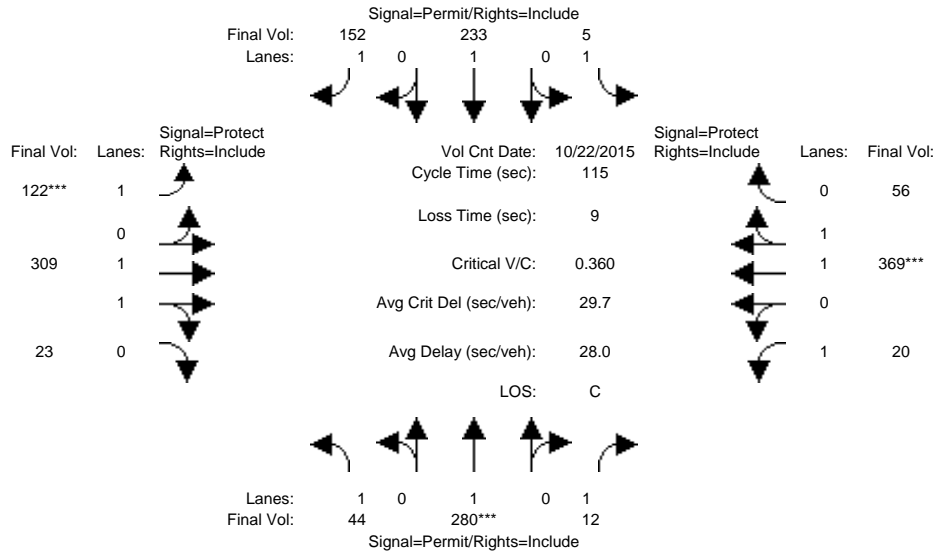 Signal=Permit/Rights=Include
Final Vol: 152 233 5
Lanes: 1 0 1 0 1
Signal=Protect
Final Vol: Lanes: Rights=Include
Vol Cnt Date: 10/22/2015
Signal=Protect
Rights=Include Lanes: Final Vol:
Cycle Time (sec): 115
122*** 1
0 56
Loss Time (sec): 9
0
1
309 1
Critical V/C: 0.360
1 369***
1
Avg Crit Del (sec/veh): 29.7
0
23 0
Avg Delay (sec/veh): 28.0
1 20
LOS: C
Lanes: 1 0 1 0 1
Final Vol: 44 280*** 12
Signal=Permit/Rights=Include